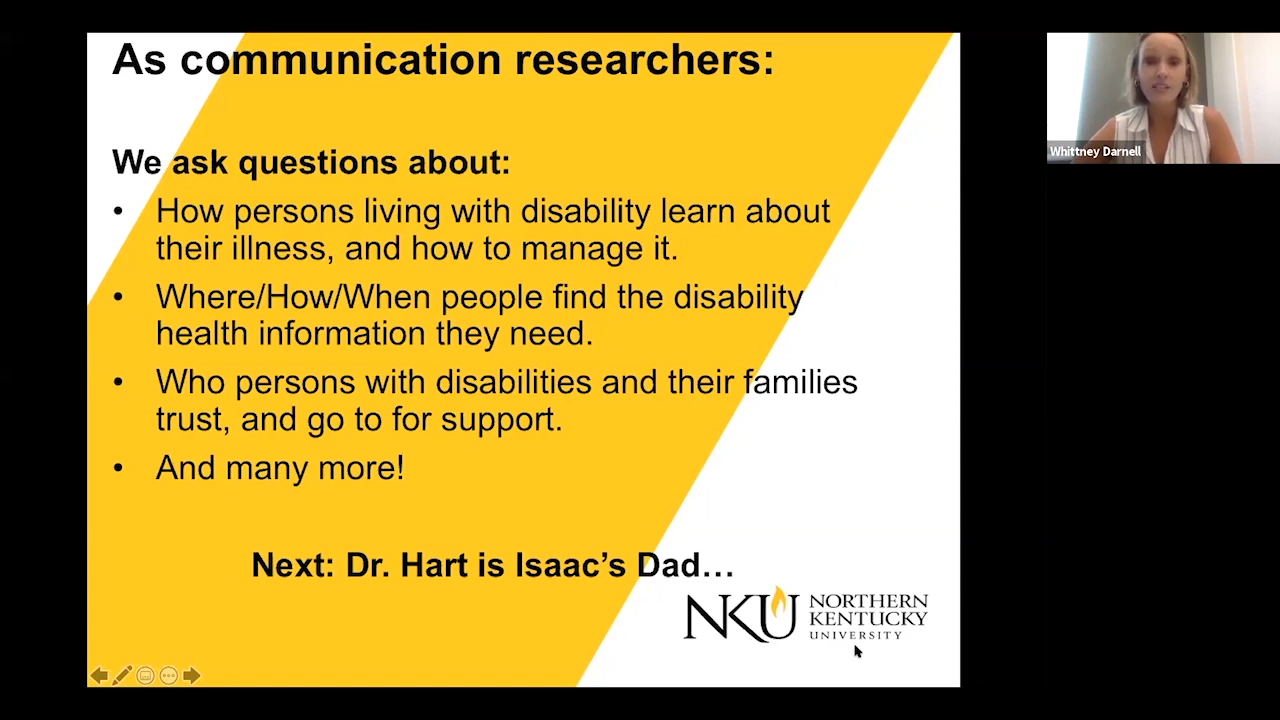 As communication researchers:
We ask questions about:
• How persons living with disability learn about
their illness, and how to manage it.
• Where/How/When people find the disability
health information they need.
• Who persons with disabilities and their families
trust, and go to for support.
• And many more!
Next: Dr. Hart is Isaac’s Dad…
NKU
NORTHERN
KENTUCKY
UNIVERSITY
Whittney Darnell